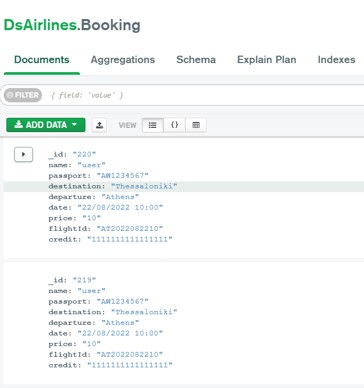 DsAirlines.Booking
Documents Aggregations Schema Explain Plan Indexes
FILTER { field: 'value' }
ADD DATA VIEW {}
_id: "220"
name: "user"
passport: "AW1234567"
destination: "Thessaloniki"
departure: "Athens"
date: "22/08/2022 10:00"
price: "10"
flightId: "AT2022082210"
credit: "1111111111111111"
_id: "219"
name: "user"
passport: "AW1234567"
destination: "Thessaloniki"
departure: "Athens"
date: "22/08/2022 10:00"
price: "10"
flightId: "AT2022082210"
credit: "1111111111111111"